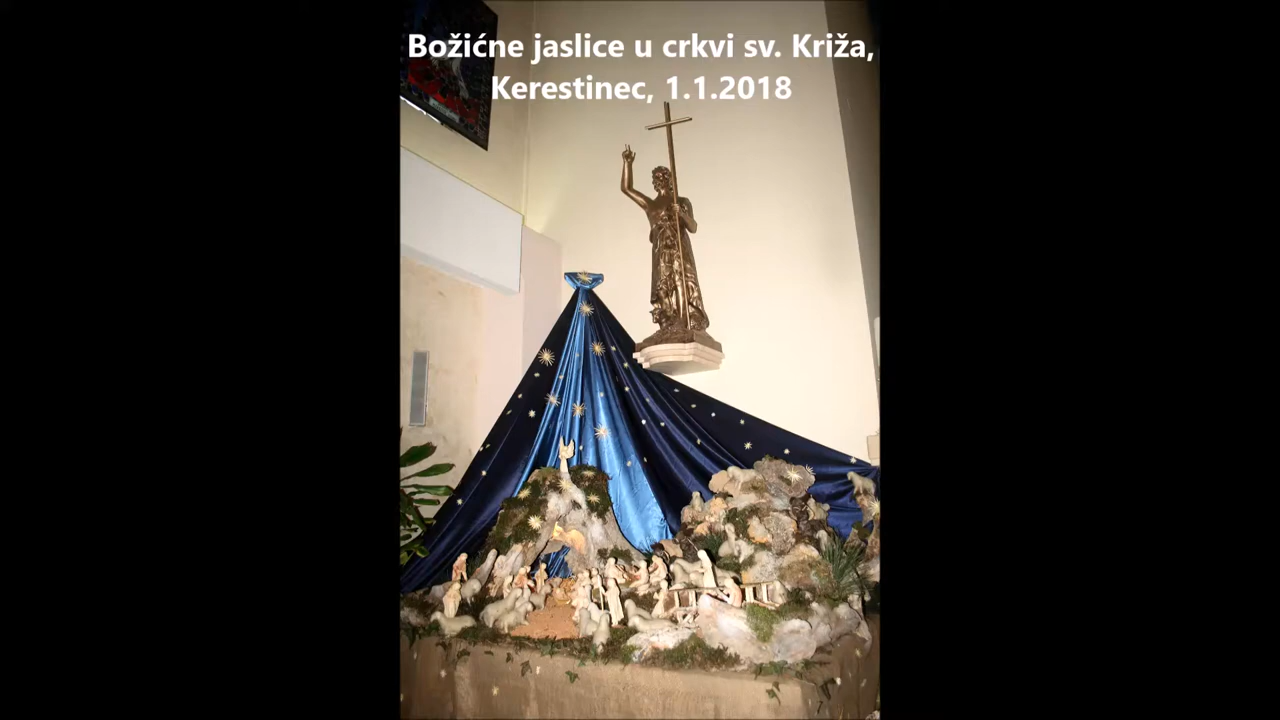 Božićne jaslice u crkvi sv. Križa,
Kerestinec, 1.1.2018